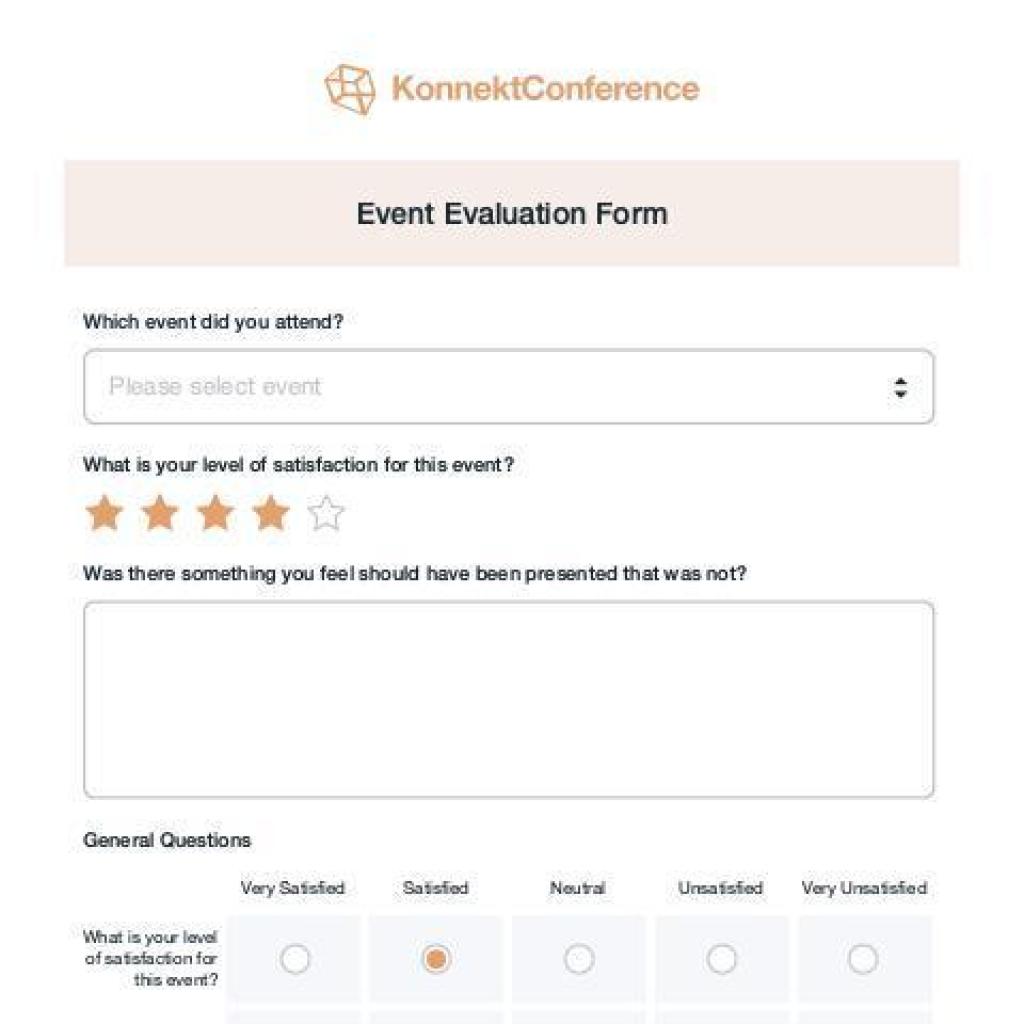 KonnektConference
Event Evaluation Form
Which event did you attend?
Please select event
What is your level of satisfaction for this event?
Was there something you feel should have been presented that was not?
General Questions
Very Satisfied Satisfied Neutral Unsatisfied Very Unsatisfied
What is your level
of satisfaction for
this event?